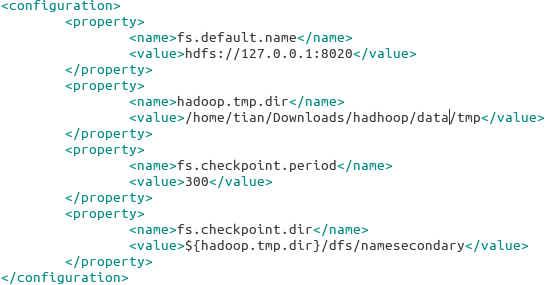 <configuration>
<property>
<name>fs.default.name</name>
<value>hdfs://127.0.0.1:8020</value>
</property>
<property>
<name>hadoop.tmp.dir</name>
<value>/home/tian/Downloads/hadhoop/data/tmp</value>
</property>
<property>
<name>fs.checkpoint.period</name>
<value>300</value>
</property>
<property>
<name>fs.checkpoint.dir</name>
<value>${hadoop.tmp.dir}/dfs/namesecondary</value>
</property>
</configuration>